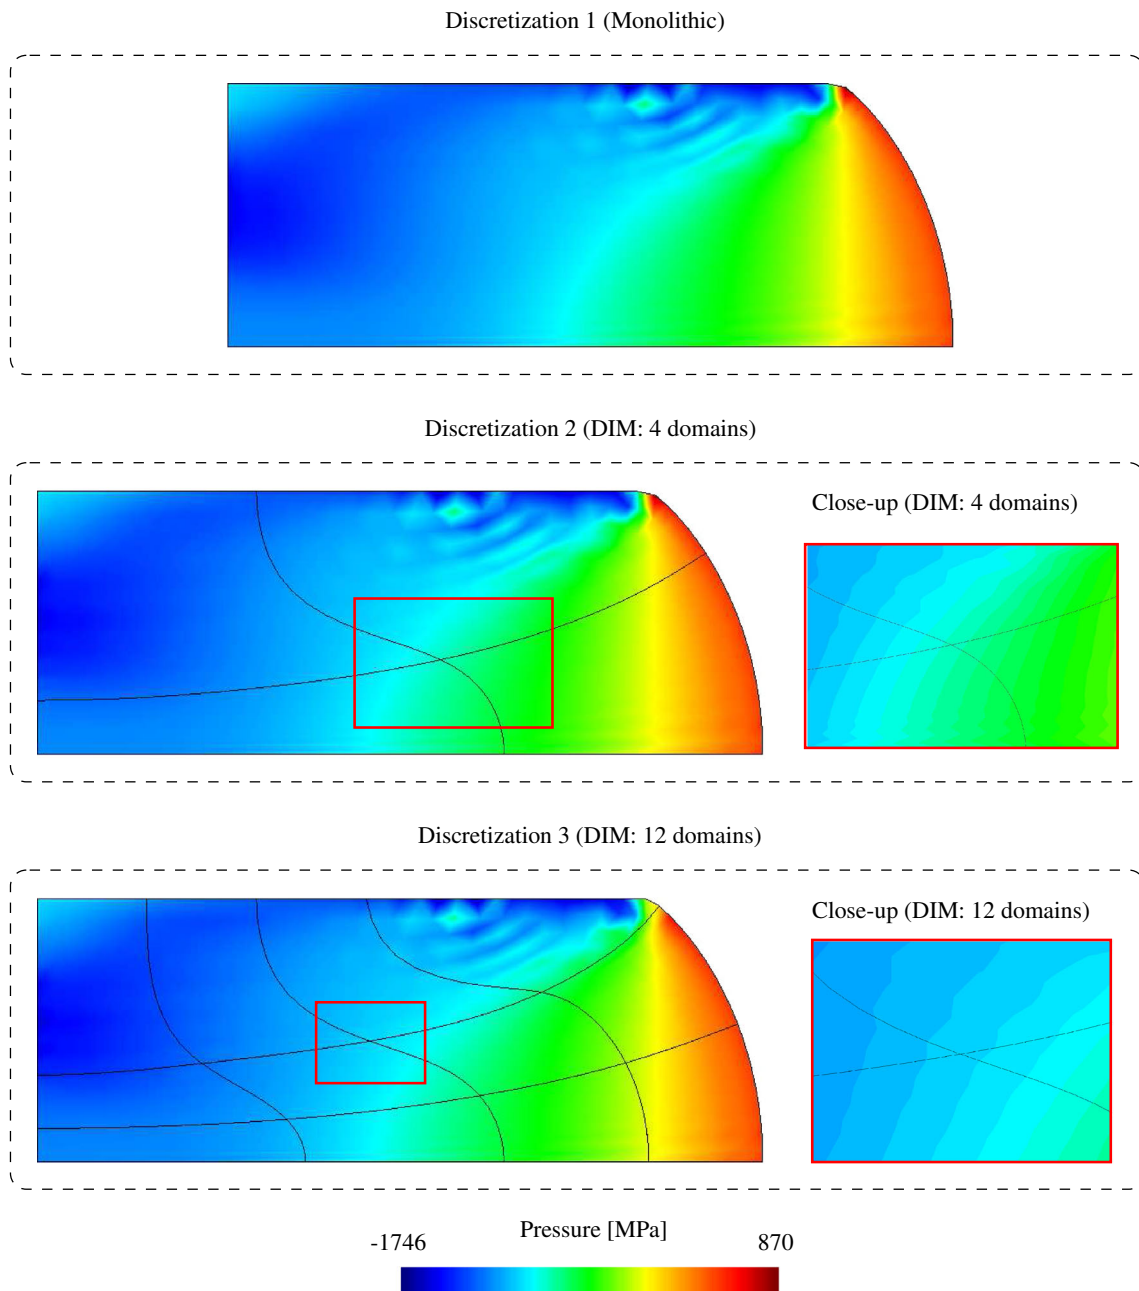 Discretization 1 (Monolithic)
Discretization 2 (DIM: 4 domains)
Close-up (DIM: 4 domains)
Discretization 3 (DIM: 12 domains)
Close-up (DIM: 12 domains)
Pressure [MPa]
-1746
870